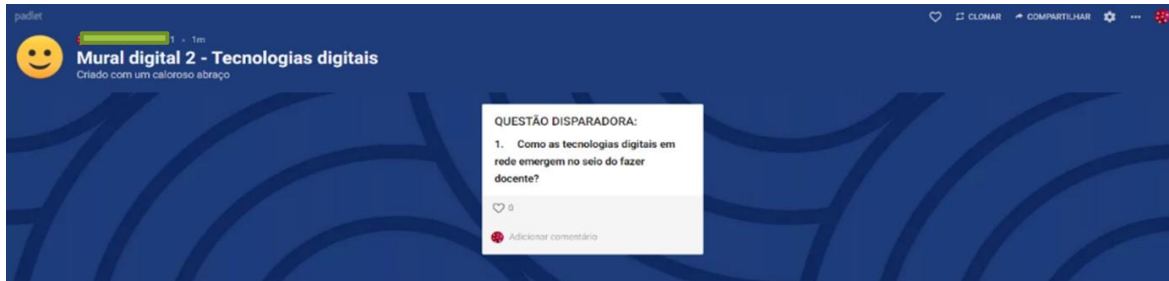 padlet
CLONAR
COMPARTILHAR
1 • 1m
Mural digital 2 - Tecnologias digitais
Criado com um caloroso abraço
QUESTÃO DISPARADORA:
1. Como as tecnologias digitais em
rede emergem no seio do fazer
docente?
0
Adicionar comentário